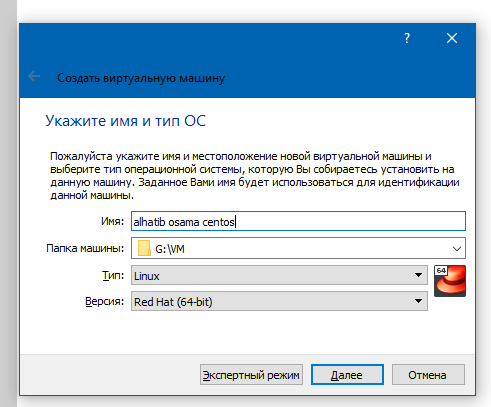 ?
Создать виртуальную машину
Укажите имя и тип ОС
Пожалуйста укажите имя и местоположение новой виртуальной машины и
выберите тип операционной системы, которую Вы собираетесь установить на
данную машину. Заданное Вами имя будет использоваться для идентификации
данной машины.
Имя: alhatib osama centos
Папка машины: G:\VM
Тип: Linux
64
Версия: Red Hat (64-bit)
Экспертный режим Далее Отмена